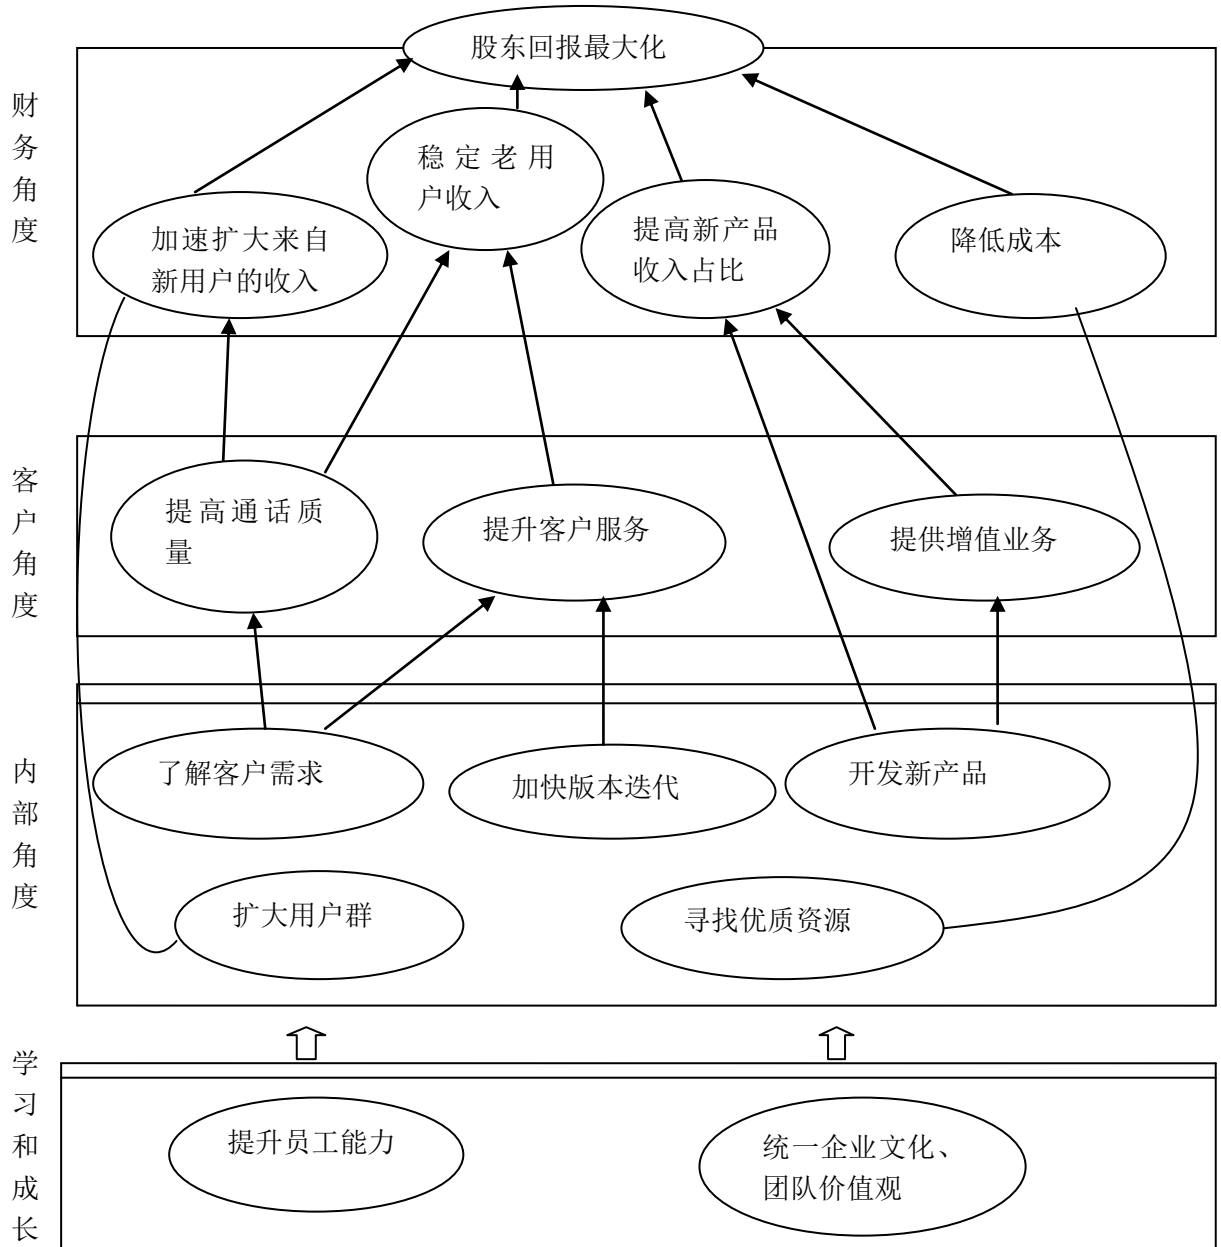 股东回报最大化
财务角度
稳定老用
户收入
加速扩大来自
新用户的收入
提高新产品
收入占比
降低成本
客户角度
提高通话质
量
提升客户服务
提供增值业务
内部角度
了解客户需求
加快版本迭代
开发新产品
扩大用户群
寻找优质资源
学习和成长
提升员工能力
统一企业文化、
团队价值观